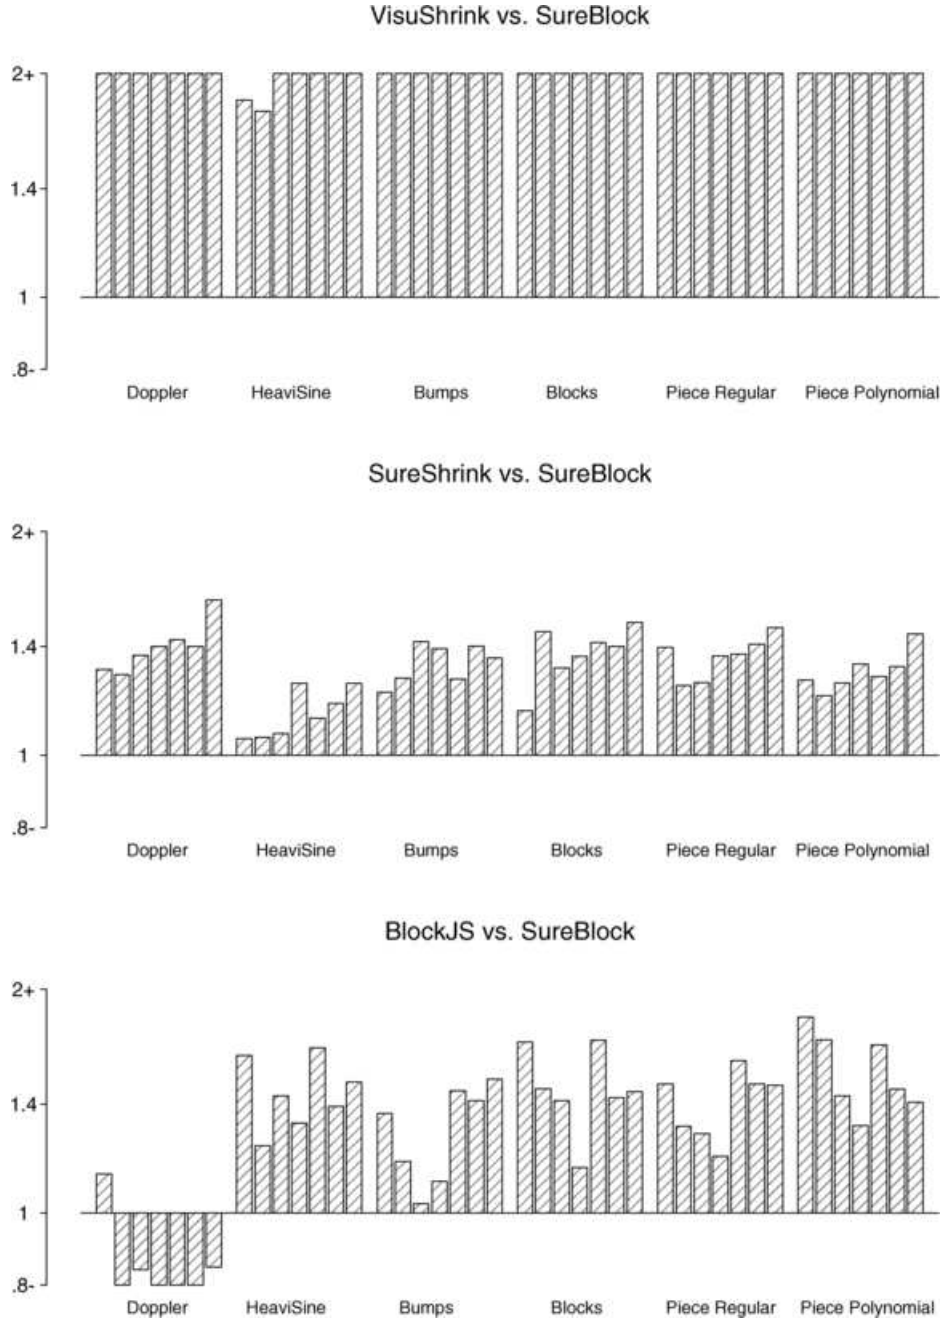 VisuShrink vs. SureBlock
2+
1.4
1
.8-
Doppler HeaviSine Bumps Blocks Piece Regular Piece Polynomial
SureShrink vs. SureBlock
2+
1.4
1
.8-
Doppler HeaviSine Bumps Blocks Piece Regular Piece Polynomial
BlockJS vs. SureBlock
2+
1.4
1
.8-
Doppler HeaviSine Bumps Blocks Piece Regular Piece Polynomial